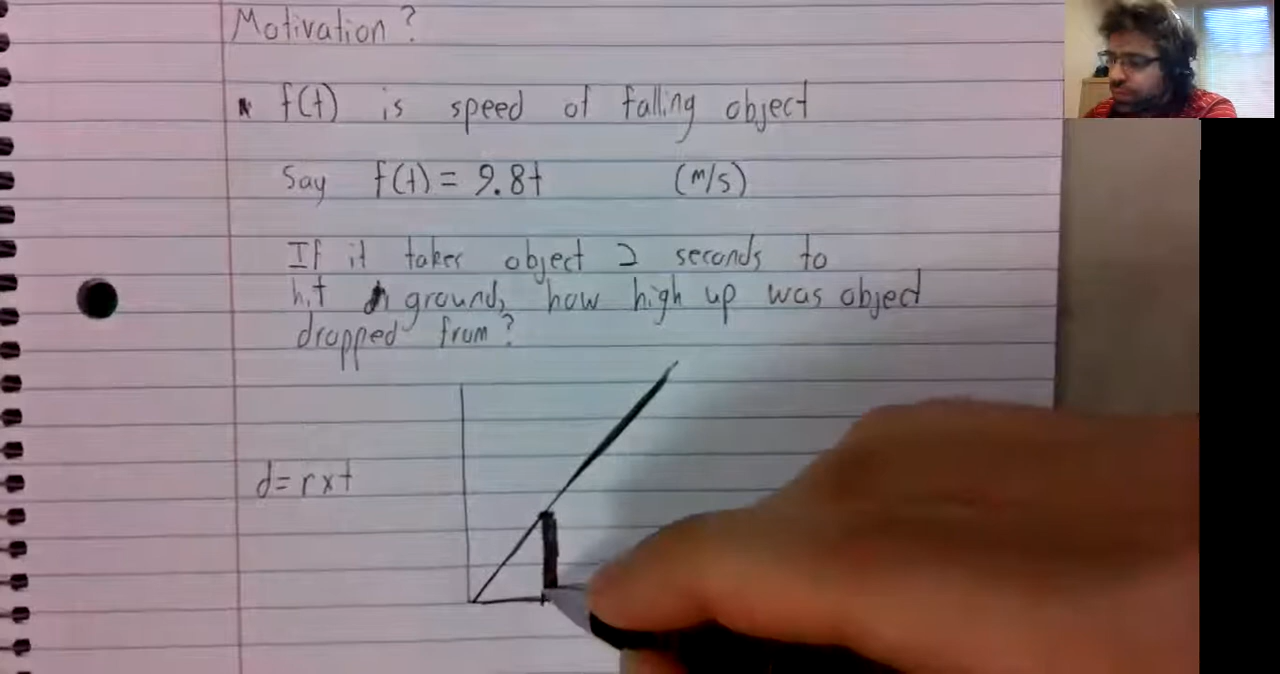 Motivation?
f(t) is speed of falling object
Say f(t) = 9.8t (m/s)
If it takes object 2 seconds to
hit ground, how high up was object
dropped from?
d = r x t